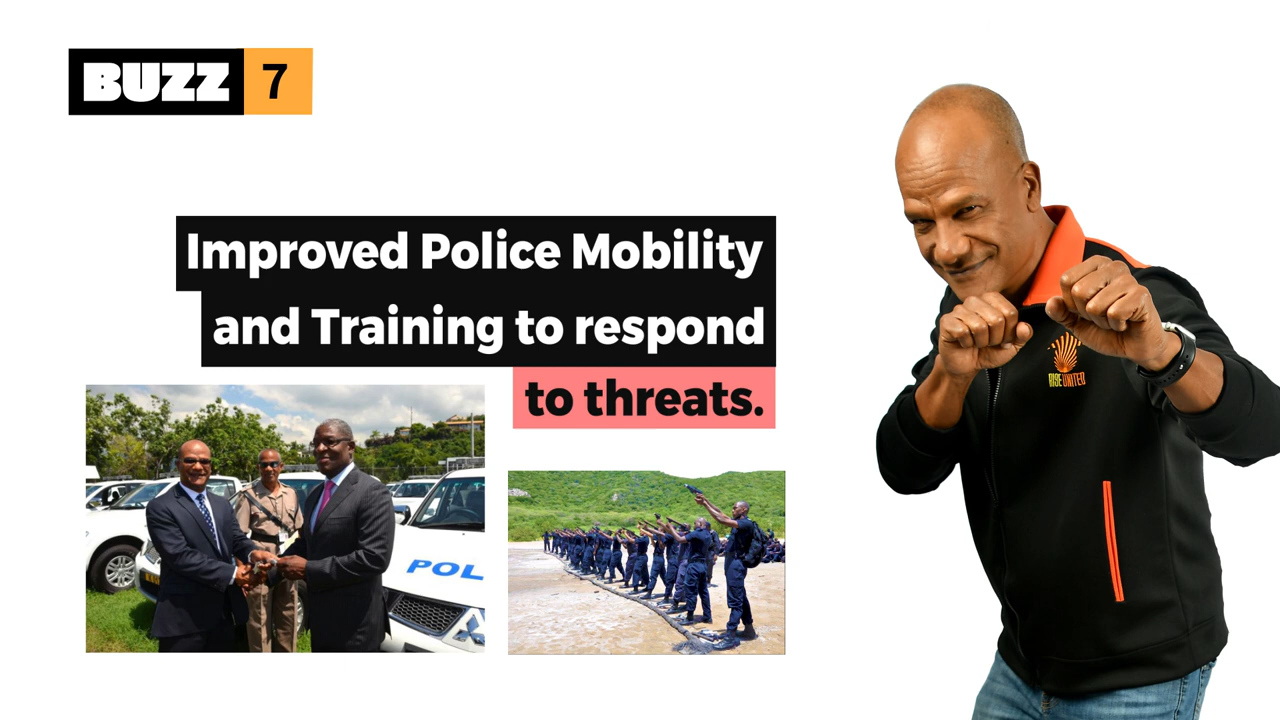 BUZZ 7
Improved Police Mobility
and Training to respond
to threats.
RISE UNITED
POL